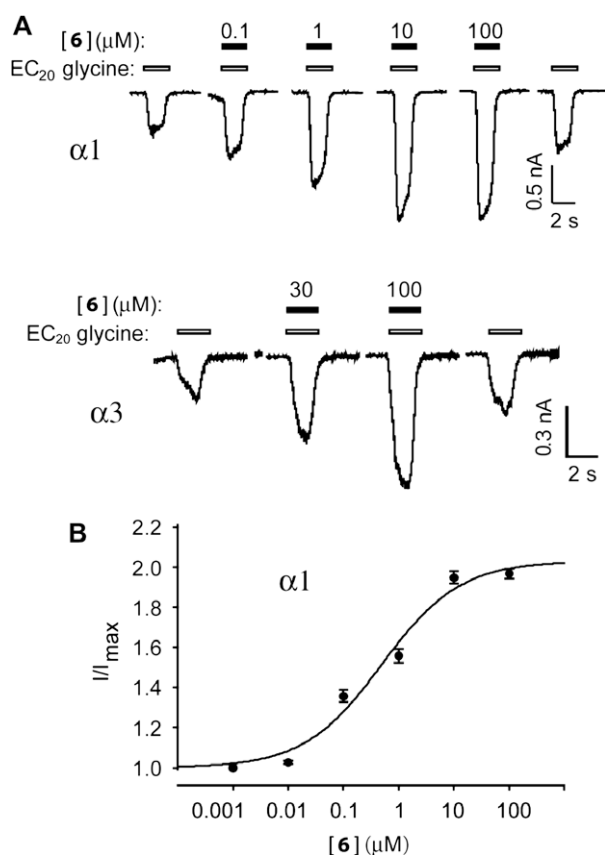 A
[6](μM): 0.1 1 10 100
EC20 glycine:
α1
0.5 nA
2 s
[6](μM): 30 100
EC20 glycine:
α3
0.3 nA
2 s
B
α1
I/Imax
2.2
2.0
1.8
1.6
1.4
1.2
1.0
0.001 0.01 0.1 1 10 100
[6] (μM)